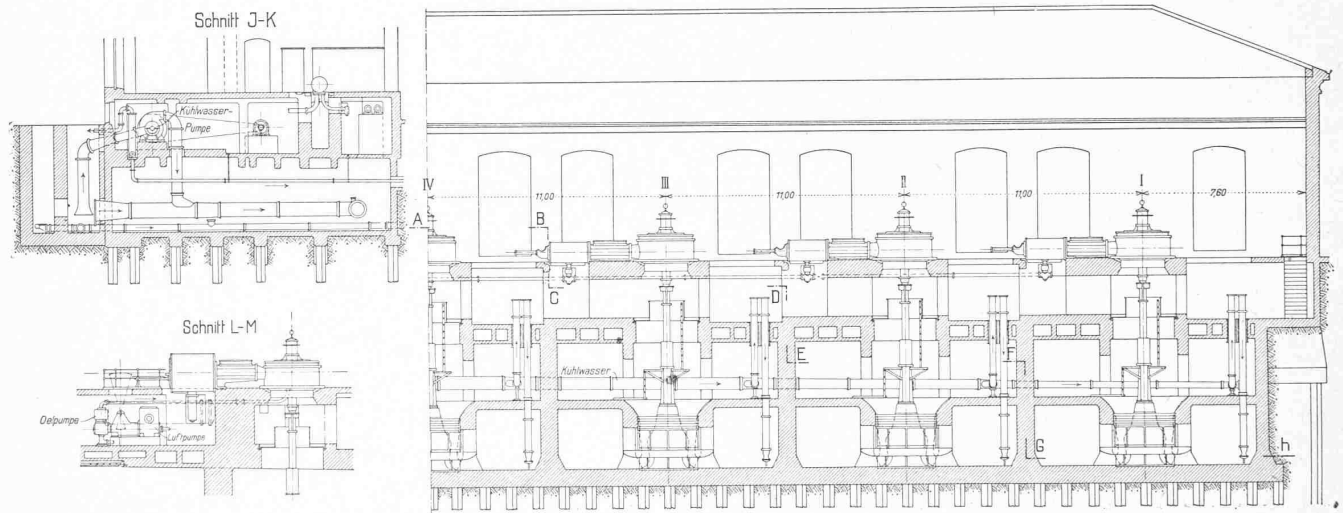 Schnitt J-K
Kühlwasser-
Pumpe
IV
III
II
I
11,00
11,00
11,00
7,60
A
B
C
D
Schnitt L-M
E
F
Kühlwasser
Oelpumpe
Luftpumpe
G
h